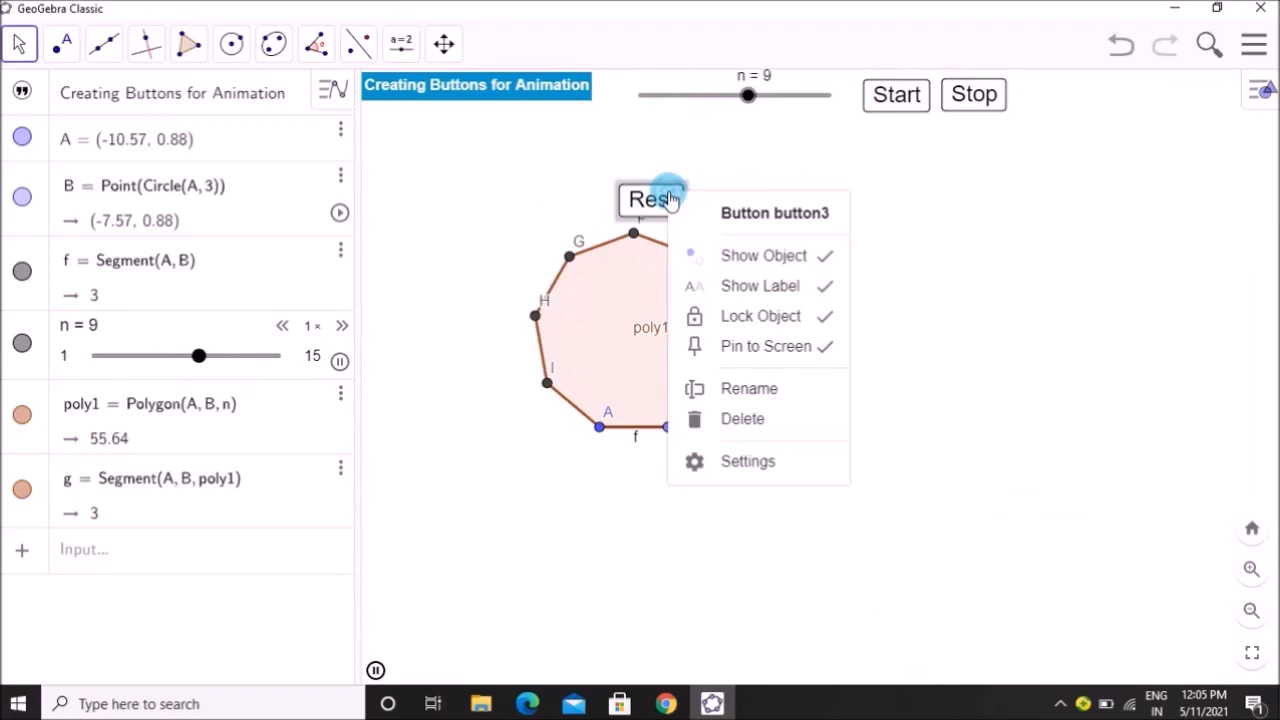 GeoGebra Classic
a=2
Creating Buttons for Animation
A = (-10.57, 0.88)
B = Point(Circle(A, 3))
→ (-7.57, 0.88)
f = Segment(A, B)
→ 3
n = 9
1 ×
1
15
poly1 = Polygon(A, B, n)
→ 55.64
g = Segment(A, B, poly1)
→ 3
Input...
Creating Buttons for Animation
n = 9
Start
Stop
G
H
I
A
f
poly1
Button button3
Show Object
Show Label
Lock Object
Pin to Screen
Rename
Delete
Settings
Type here to search
ENG
IN
12:05 PM
5/11/2021
1